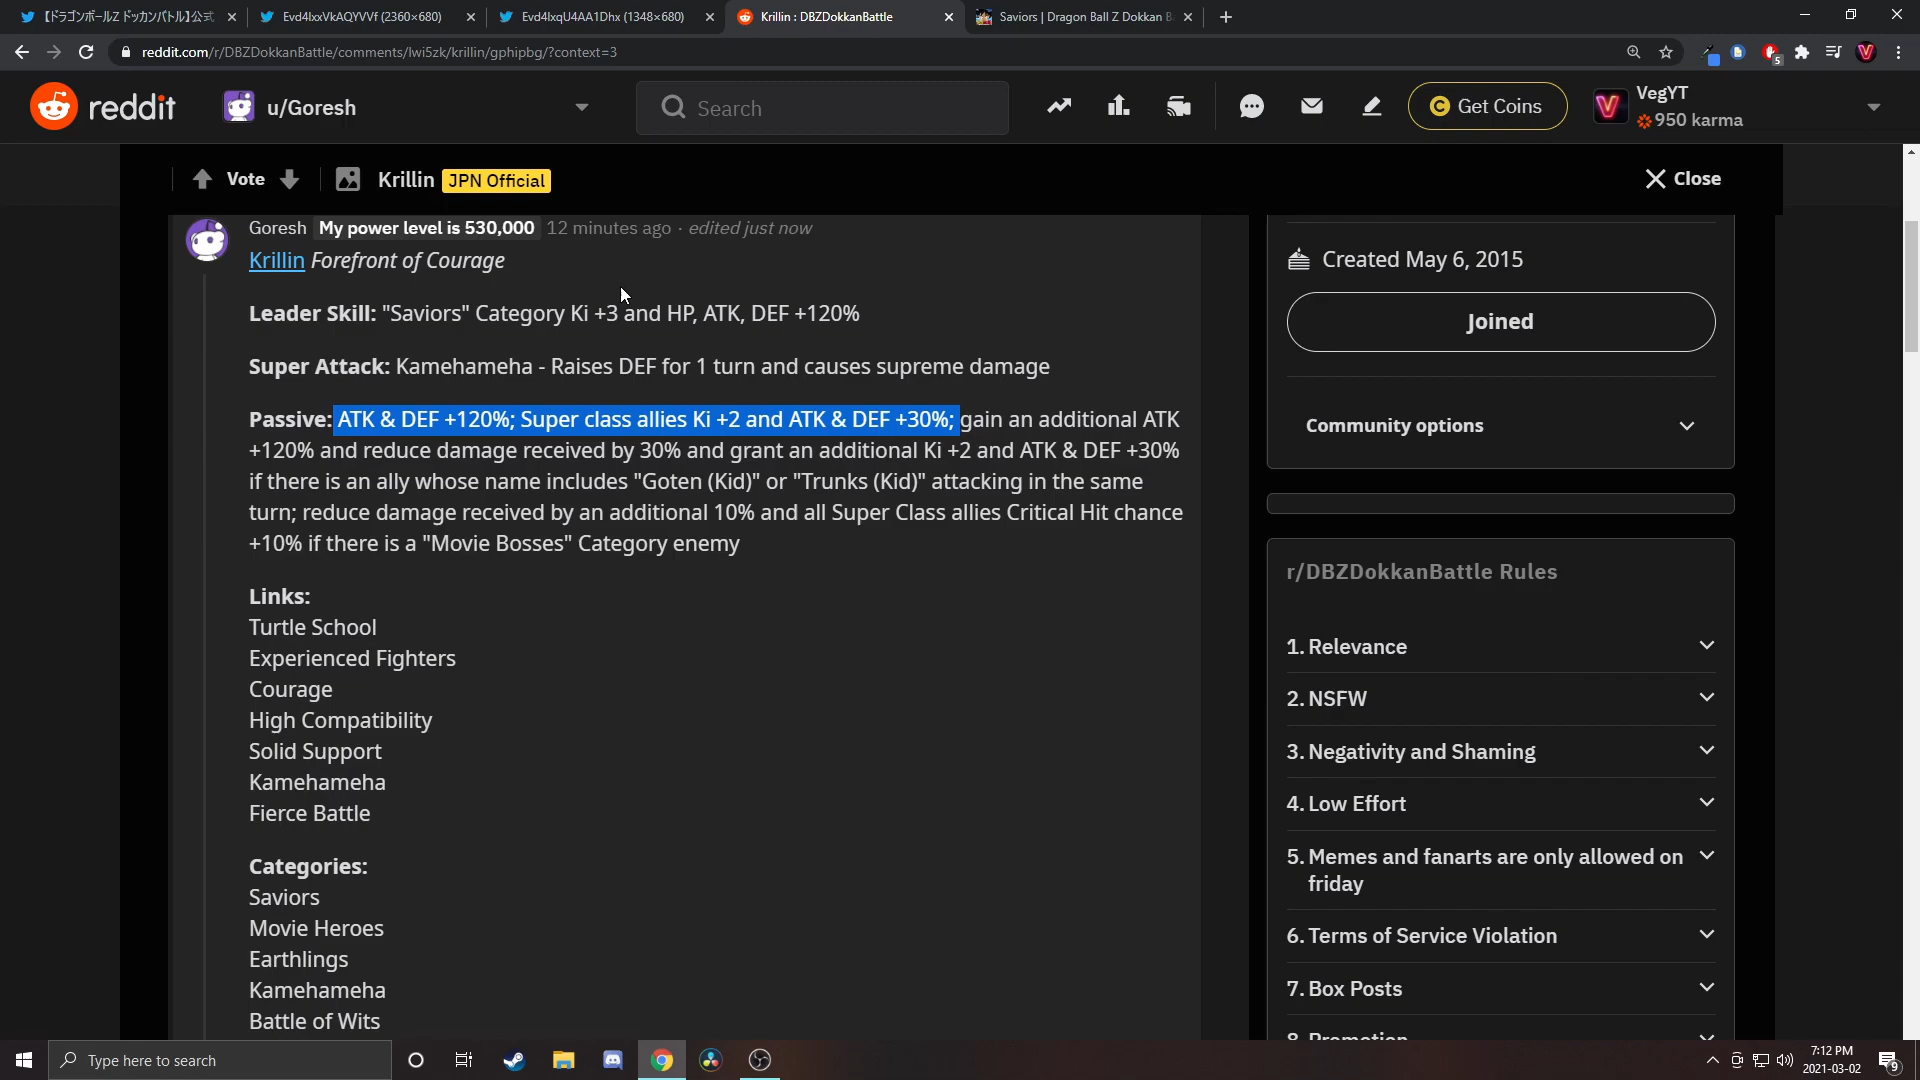 【ドラゴンボールZ ドッカンバトル】公式
Evd4lxxVkAQYVVf (2360×680)
Evd4lxqU4AA1Dhx (1348×680)
Krillin : DBZDokkanBattle
Saviors | Dragon Ball Z Dokkan B
reddit.com/r/DBZDokkanBattle/comments/lwi5zk/krillin/gphipbg/?context=3
5
V
reddit
u/Goresh
Search
C Get Coins
V
VegYT
950 karma
Vote
Krillin JPN Official
Close
Goresh My power level is 530,000 12 minutes ago · edited just now
Krillin Forefront of Courage
Leader Skill: "Saviors" Category Ki +3 and HP, ATK, DEF +120%
Super Attack: Kamehameha - Raises DEF for 1 turn and causes supreme damage
Passive: ATK & DEF +120%; Super class allies Ki +2 and ATK & DEF +30%; gain an additional ATK
+120% and reduce damage received by 30% and grant an additional Ki +2 and ATK & DEF +30%
if there is an ally whose name includes "Goten (Kid)" or "Trunks (Kid)" attacking in the same
turn; reduce damage received by an additional 10% and all Super Class allies Critical Hit chance
+10% if there is a "Movie Bosses" Category enemy
Links:
Turtle School
Experienced Fighters
Courage
High Compatibility
Solid Support
Kamehameha
Fierce Battle
Categories:
Saviors
Movie Heroes
Earthlings
Kamehameha
Battle of Wits
Created May 6, 2015
Joined
Community options
r/DBZDokkanBattle Rules
1. Relevance
2. NSFW
3. Negativity and Shaming
4. Low Effort
5. Memes and fanarts are only allowed on
friday
6. Terms of Service Violation
7. Box Posts
8. Promotion
Type here to search
7:12 PM
2021-03-02
9